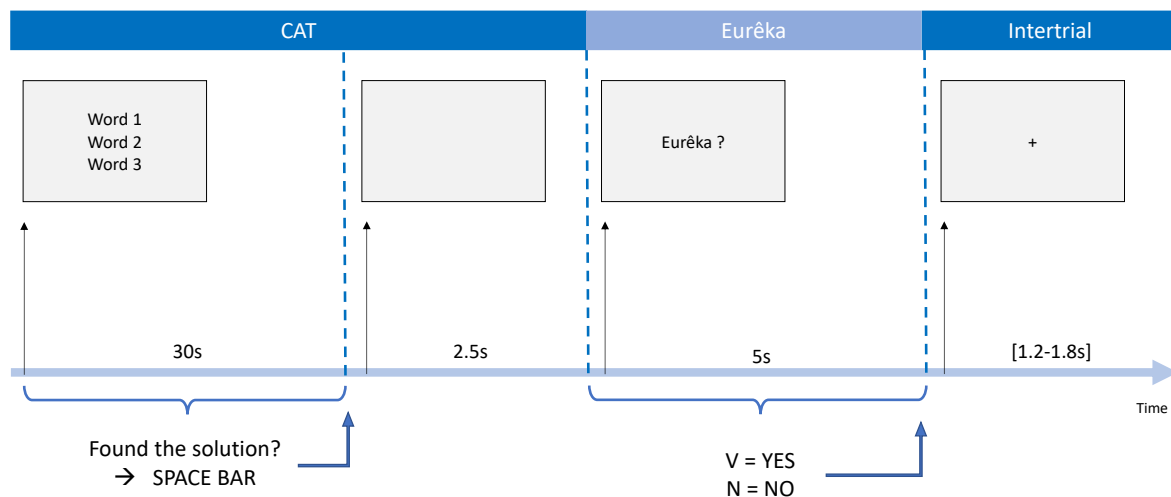 CAT
Eurêka
Intertrial
Word 1
Word 2
Word 3
Eurêka ?
+
30s
2.5s
5s
[1.2-1.8s]
Time
Found the solution?
→ SPACE BAR
V = YES
N = NO